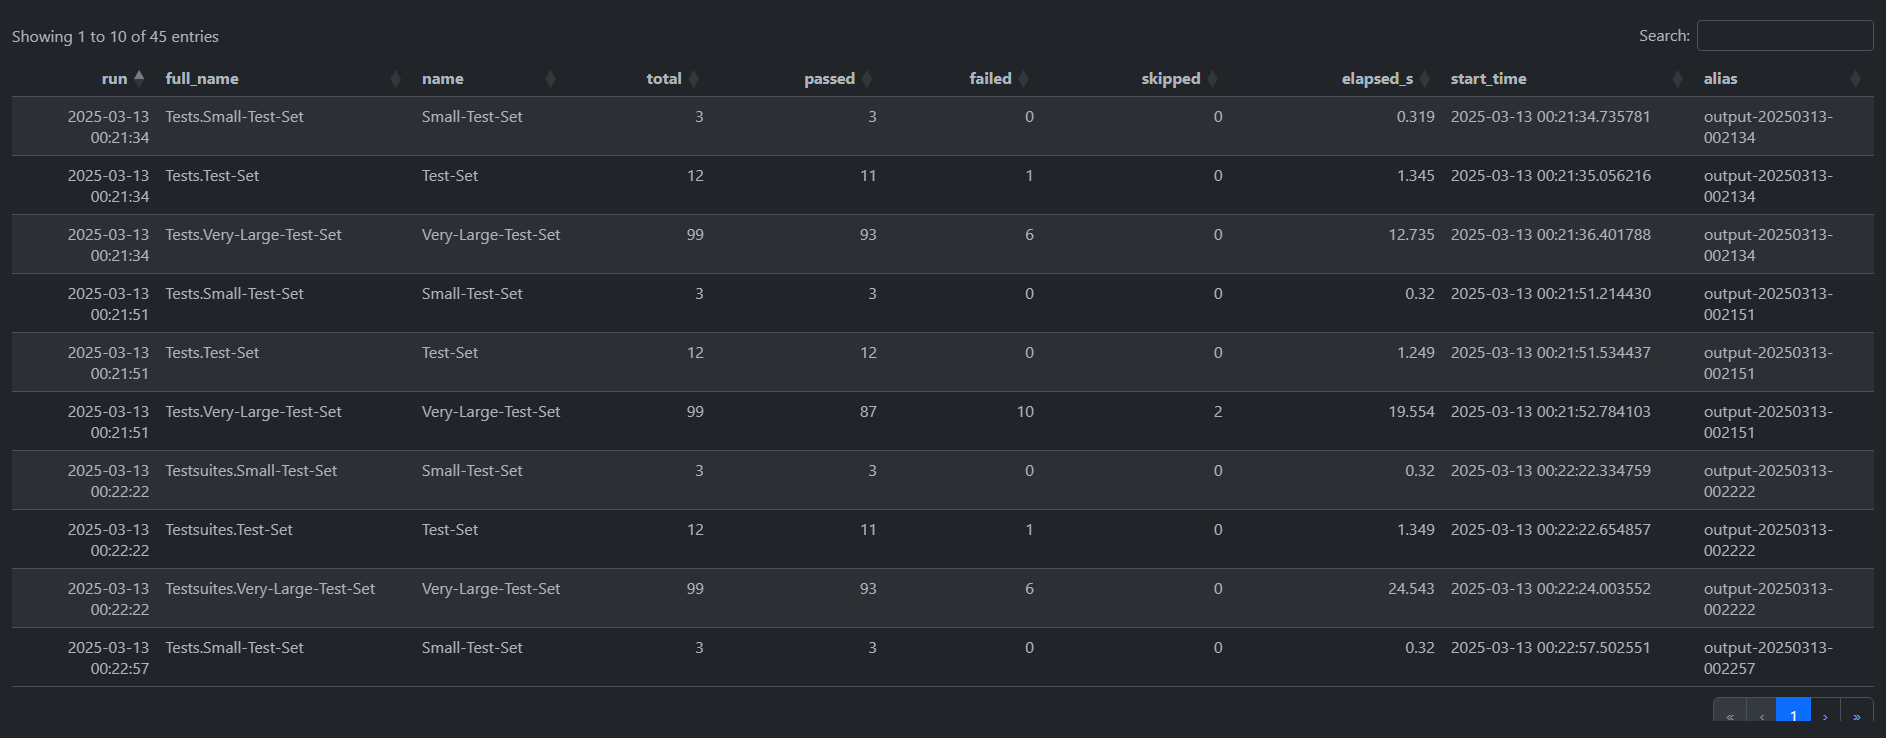 Showing 1 to 10 of 45 entries Search:
run full_name name total passed failed skipped elapsed_s start_time alias
2025-03-13 Tests.Small-Test-Set Small-Test-Set 3 3 0 0 0.319 2025-03-13 00:21:34.735781 output-20250313-
00:21:34 002134
2025-03-13 Tests.Test-Set Test-Set 12 11 1 0 1.345 2025-03-13 00:21:35.056216 output-20250313-
00:21:34 002134
2025-03-13 Tests.Very-Large-Test-Set Very-Large-Test-Set 99 93 6 0 12.735 2025-03-13 00:21:36.401788 output-20250313-
00:21:34 002134
2025-03-13 Tests.Small-Test-Set Small-Test-Set 3 3 0 0 0.32 2025-03-13 00:21:51.214430 output-20250313-
00:21:51 002151
2025-03-13 Tests.Test-Set Test-Set 12 12 0 0 1.249 2025-03-13 00:21:51.534437 output-20250313-
00:21:51 002151
2025-03-13 Tests.Very-Large-Test-Set Very-Large-Test-Set 99 87 10 2 19.554 2025-03-13 00:21:52.784103 output-20250313-
00:21:51 002151
2025-03-13 Testsuites.Small-Test-Set Small-Test-Set 3 3 0 0 0.32 2025-03-13 00:22:22.334759 output-20250313-
00:22:22 002222
2025-03-13 Testsuites.Test-Set Test-Set 12 11 1 0 1.349 2025-03-13 00:22:22.654857 output-20250313-
00:22:22 002222
2025-03-13 Testsuites.Very-Large-Test-Set Very-Large-Test-Set 99 93 6 0 24.543 2025-03-13 00:22:24.003552 output-20250313-
00:22:22 002222
2025-03-13 Tests.Small-Test-Set Small-Test-Set 3 3 0 0 0.32 2025-03-13 00:22:57.502551 output-20250313-
00:22:57 002257
« ‹ 1 › »